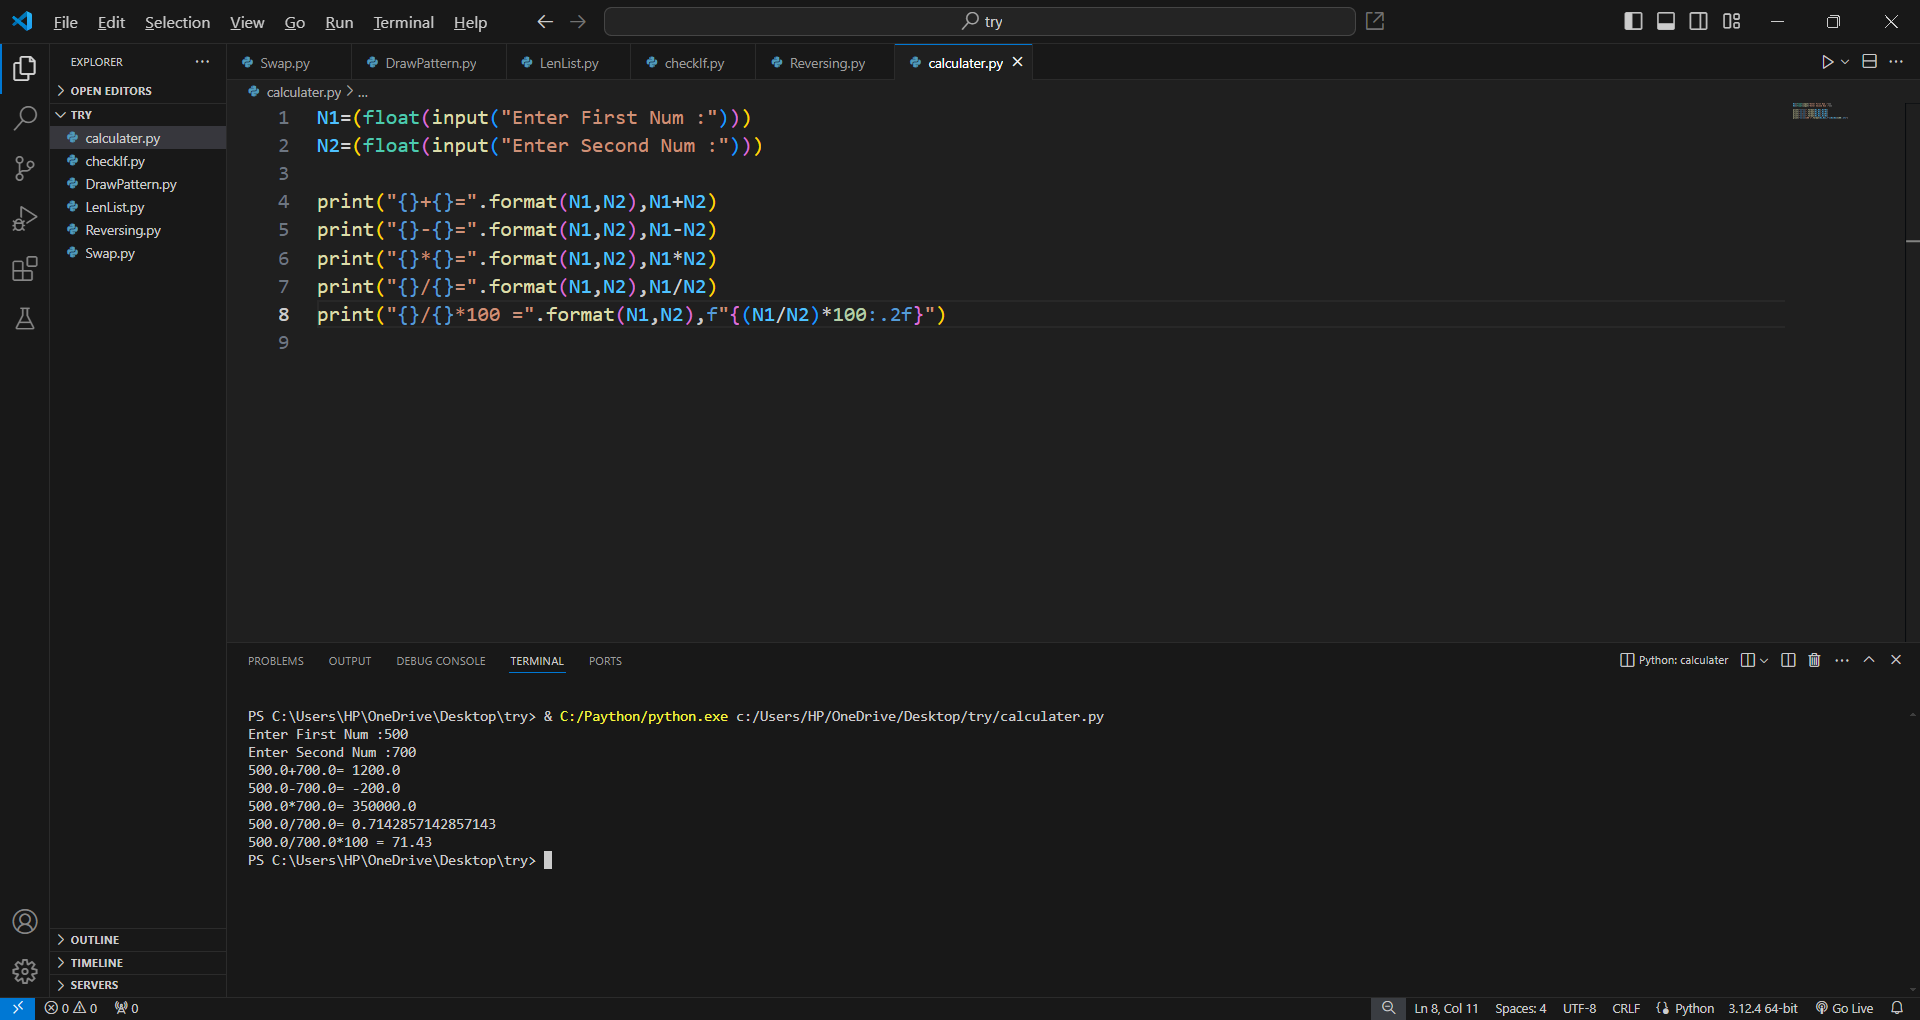 File Edit Selection View Go Run Terminal Help
try
EXPLORER
OPEN EDITORS
TRY
calculater.py
checkIf.py
DrawPattern.py
LenList.py
Reversing.py
Swap.py
OUTLINE
TIMELINE
SERVERS
Swap.py DrawPattern.py LenList.py checkIf.py Reversing.py calculater.py
calculater.py > ...
1 N1=(float(input("Enter First Num :")))
2 N2=(float(input("Enter Second Num :")))
3
4 print("{}+{}=".format(N1,N2),N1+N2)
5 print("{}-{}=".format(N1,N2),N1-N2)
6 print("{}*{}=".format(N1,N2),N1*N2)
7 print("{}/{}=".format(N1,N2),N1/N2)
8 print("{}/{}*100 =".format(N1,N2),f"{(N1/N2)*100:.2f}")
9
PROBLEMS OUTPUT DEBUG CONSOLE TERMINAL PORTS
Python: calculater
PS C:\Users\HP\OneDrive\Desktop\try> & C:/Paython/python.exe c:/Users/HP/OneDrive/Desktop/try/calculater.py
Enter First Num :500
Enter Second Num :700
500.0+700.0= 1200.0
500.0-700.0= -200.0
500.0*700.0= 350000.0
500.0/700.0= 0.7142857142857143
500.0/700.0*100 = 71.43
PS C:\Users\HP\OneDrive\Desktop\try>
0 0 0
Ln 8, Col 11 Spaces: 4 UTF-8 CRLF Python 3.12.4 64-bit Go Live